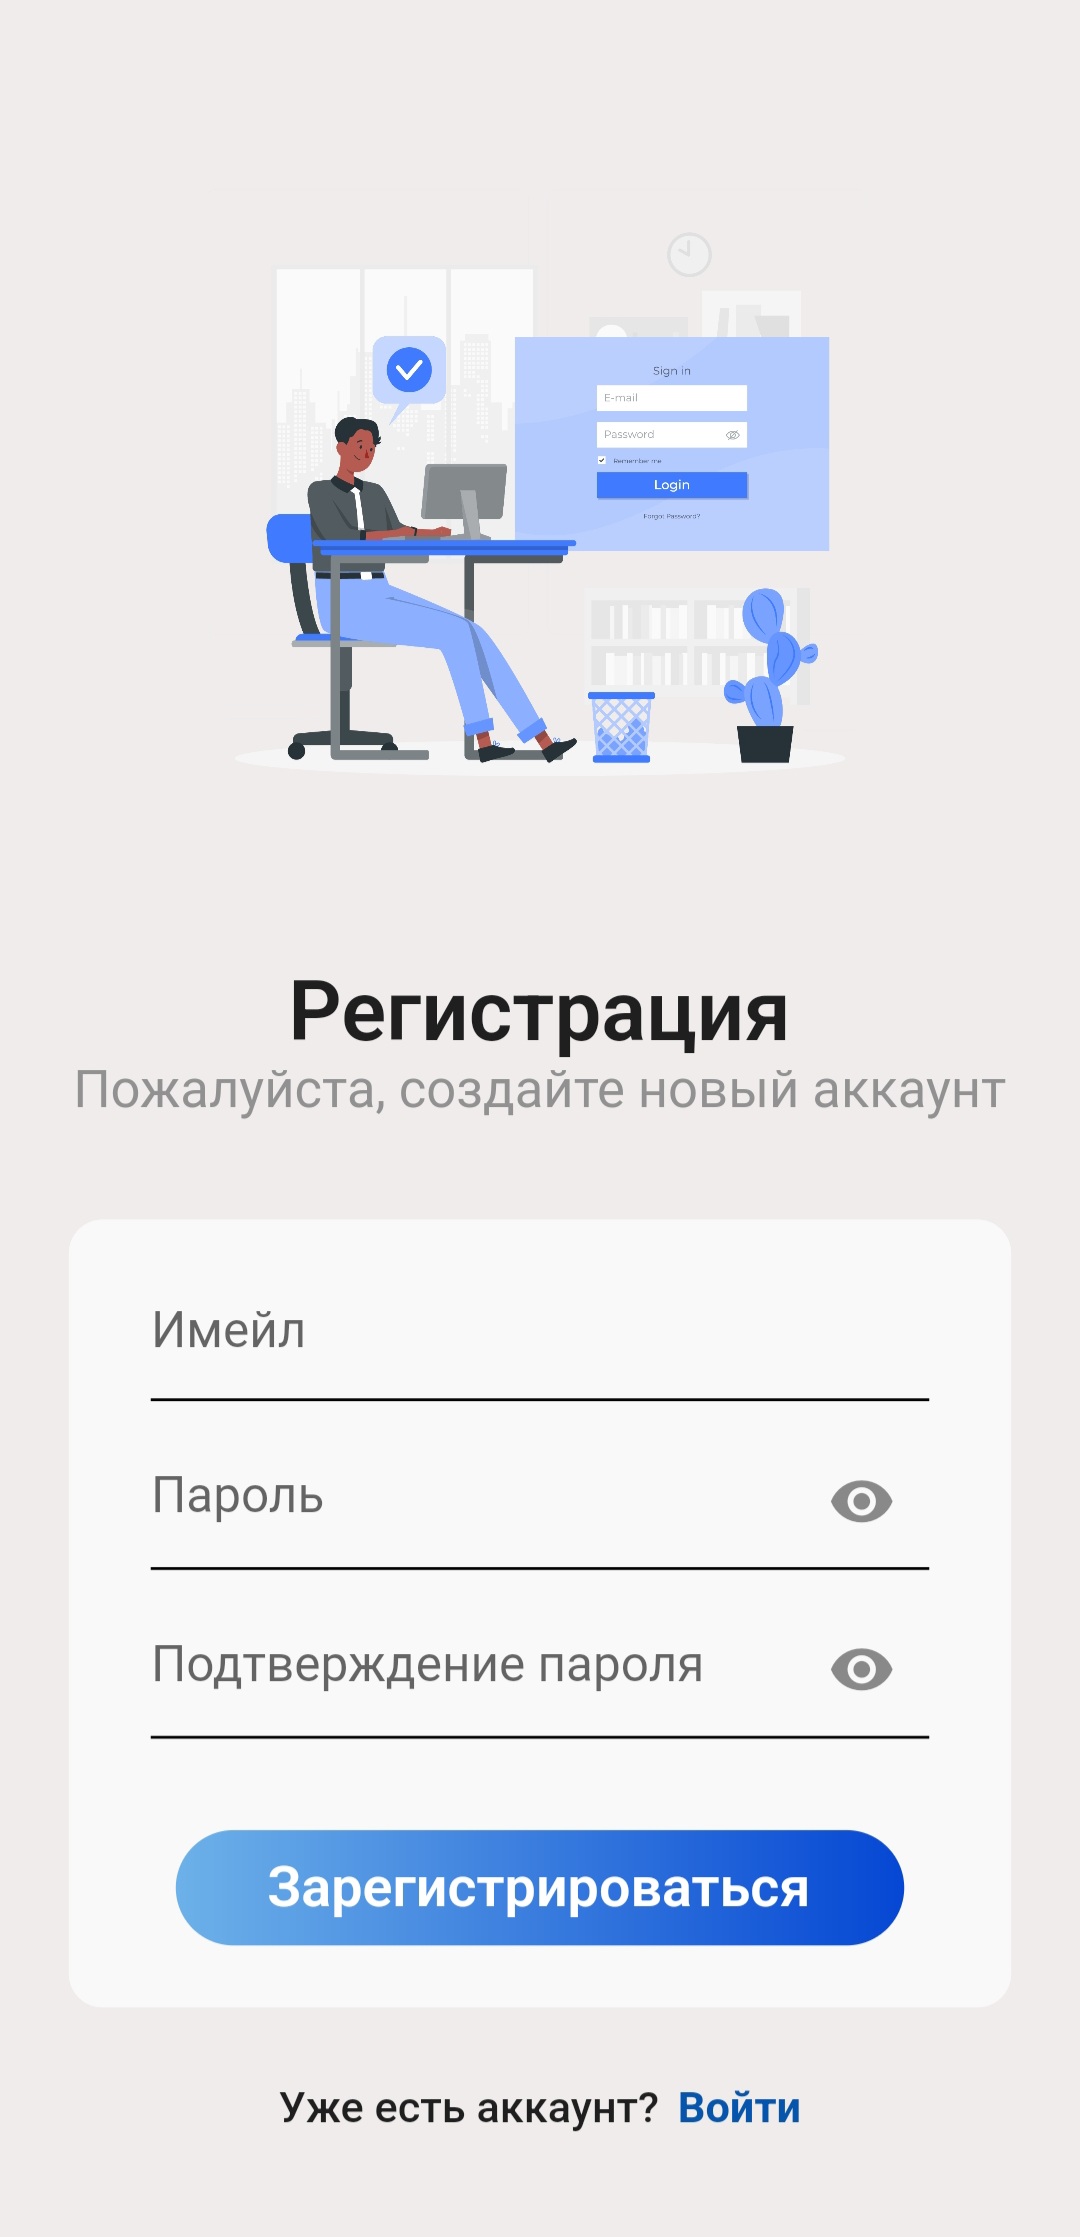 Sign in
E-mail
Password
Remember me
Login
Forgot Password?
Регистрация
Пожалуйста, создайте новый аккаунт
Имейл
Пароль
Подтверждение пароля
Зарегистрироваться
Уже есть аккаунт? Войти